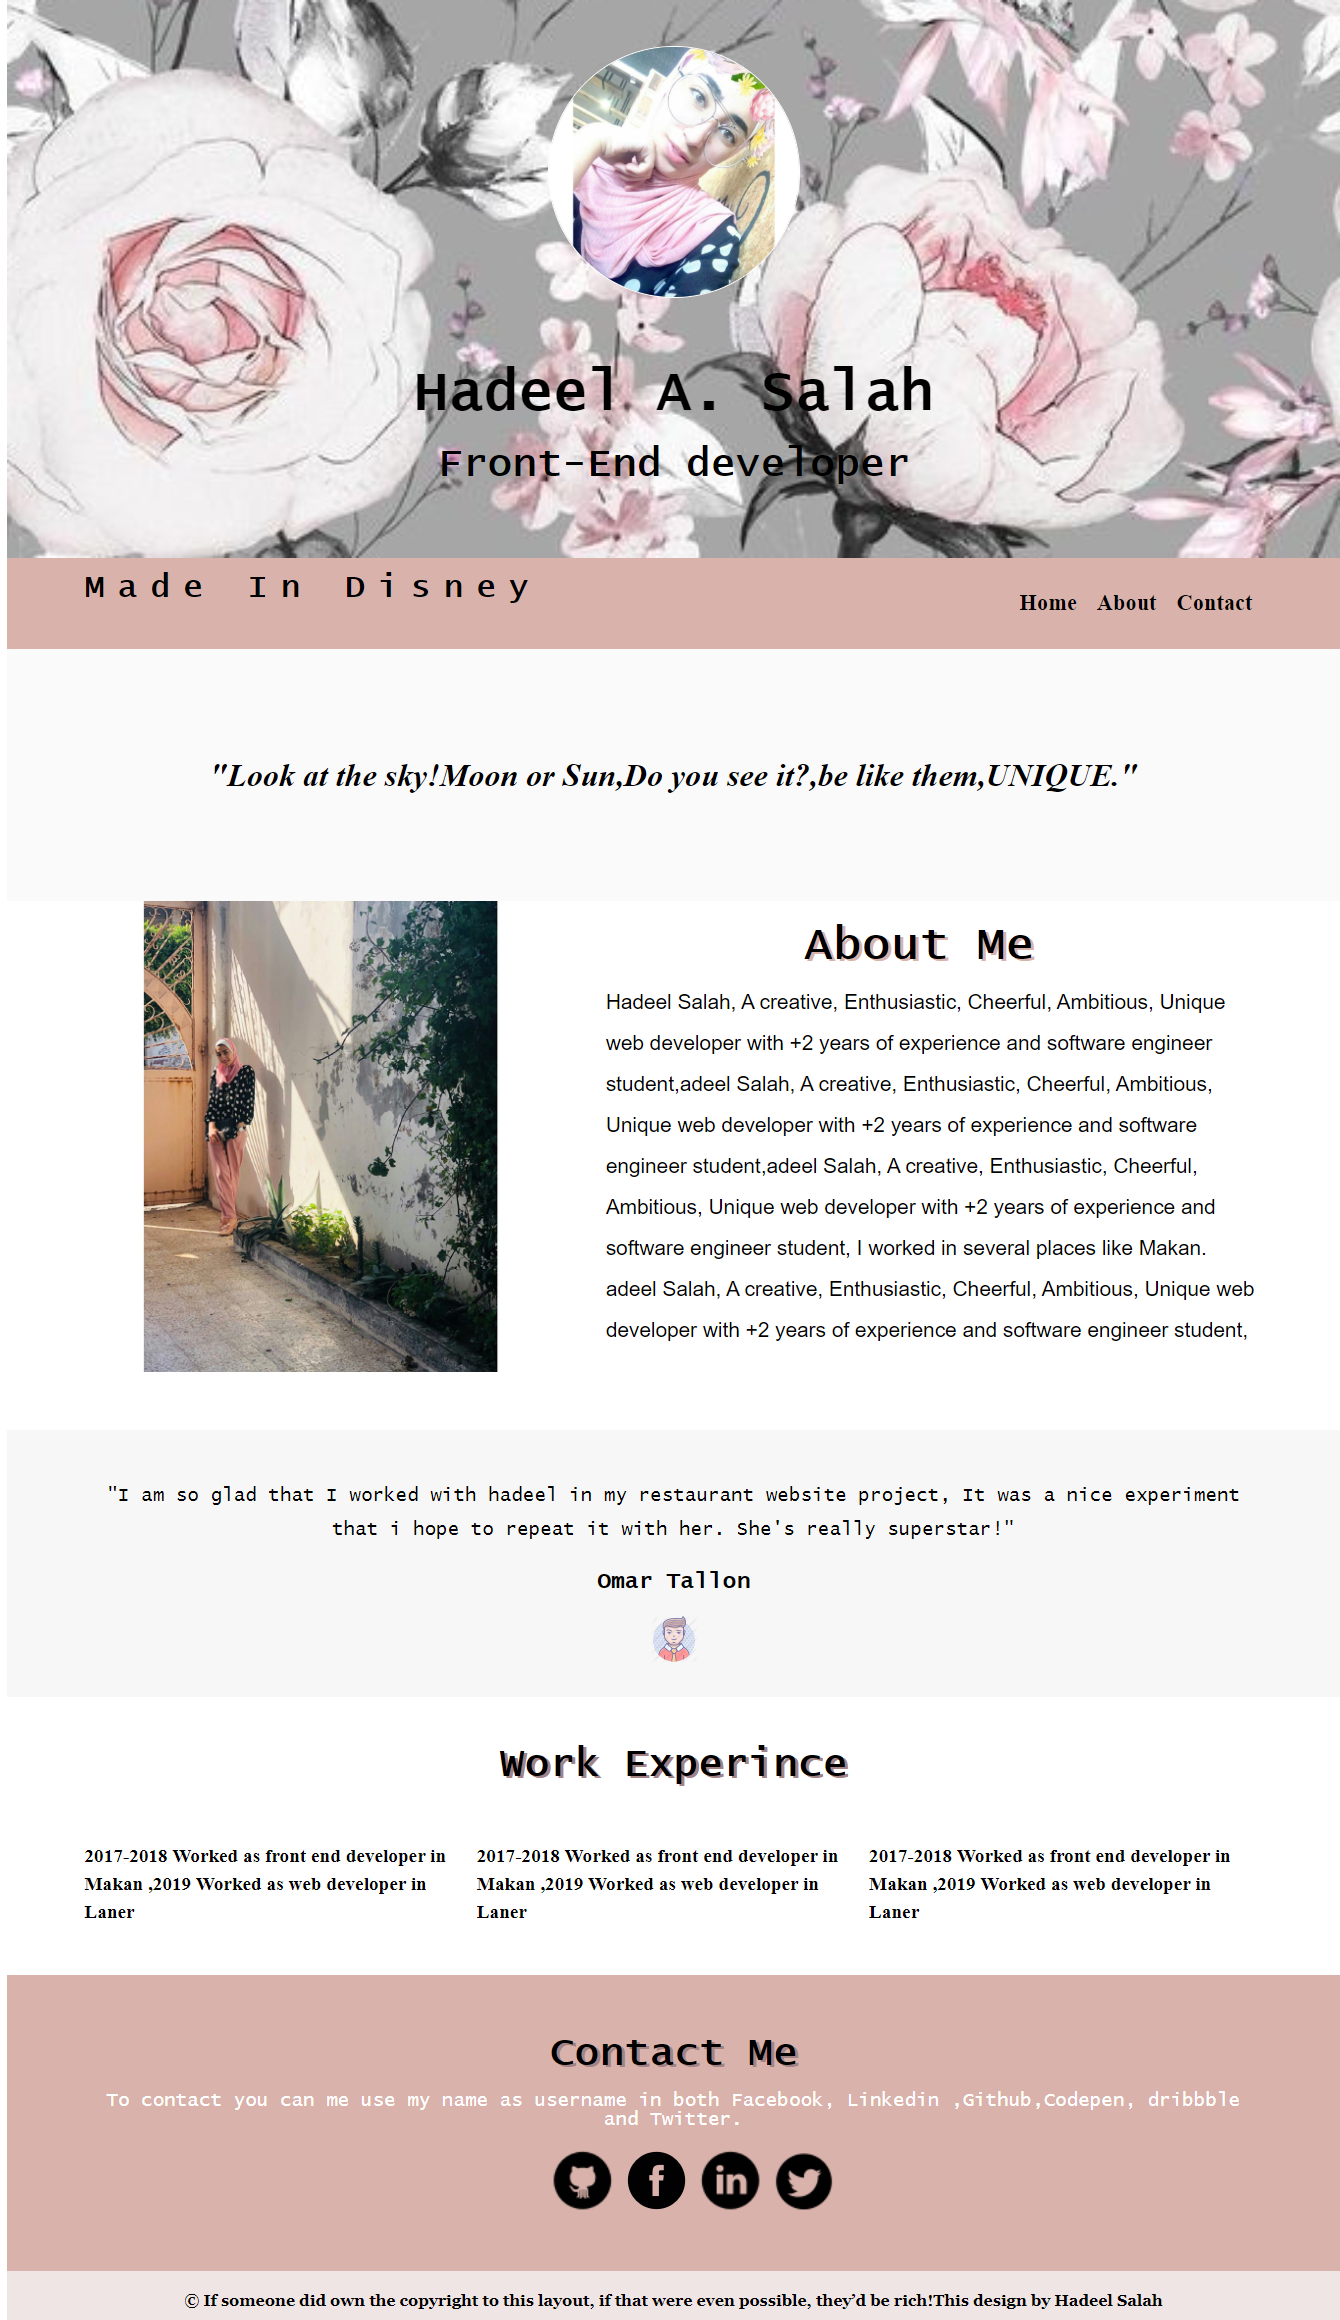 Hadeel A. Salah
Front-End developer
Made In Disney
Home About Contact
"Look at the sky!Moon or Sun,Do you see it?,be like them,UNIQUE."
About Me
Hadeel Salah, A creative, Enthusiastic, Cheerful, Ambitious, Unique
web developer with +2 years of experience and software engineer
student,adeel Salah, A creative, Enthusiastic, Cheerful, Ambitious,
Unique web developer with +2 years of experience and software
engineer student,adeel Salah, A creative, Enthusiastic, Cheerful,
Ambitious, Unique web developer with +2 years of experience and
software engineer student, I worked in several places like Makan.
adeel Salah, A creative, Enthusiastic, Cheerful, Ambitious, Unique web
developer with +2 years of experience and software engineer student,
"I am so glad that I worked with hadeel in my restaurant website project, It was a nice experiment
that i hope to repeat it with her. She's really superstar!"
Omar Tallon
Work Experince
2017-2018 Worked as front end developer in
Makan ,2019 Worked as web developer in
Laner
2017-2018 Worked as front end developer in
Makan ,2019 Worked as web developer in
Laner
2017-2018 Worked as front end developer in
Makan ,2019 Worked as web developer in
Laner
Contact Me
To contact you can me use my name as username in both Facebook, Linkedin ,Github,Codepen, dribbble
and Twitter.
© If someone did own the copyright to this layout, if that were even possible, they’d be rich!This design by Hadeel Salah